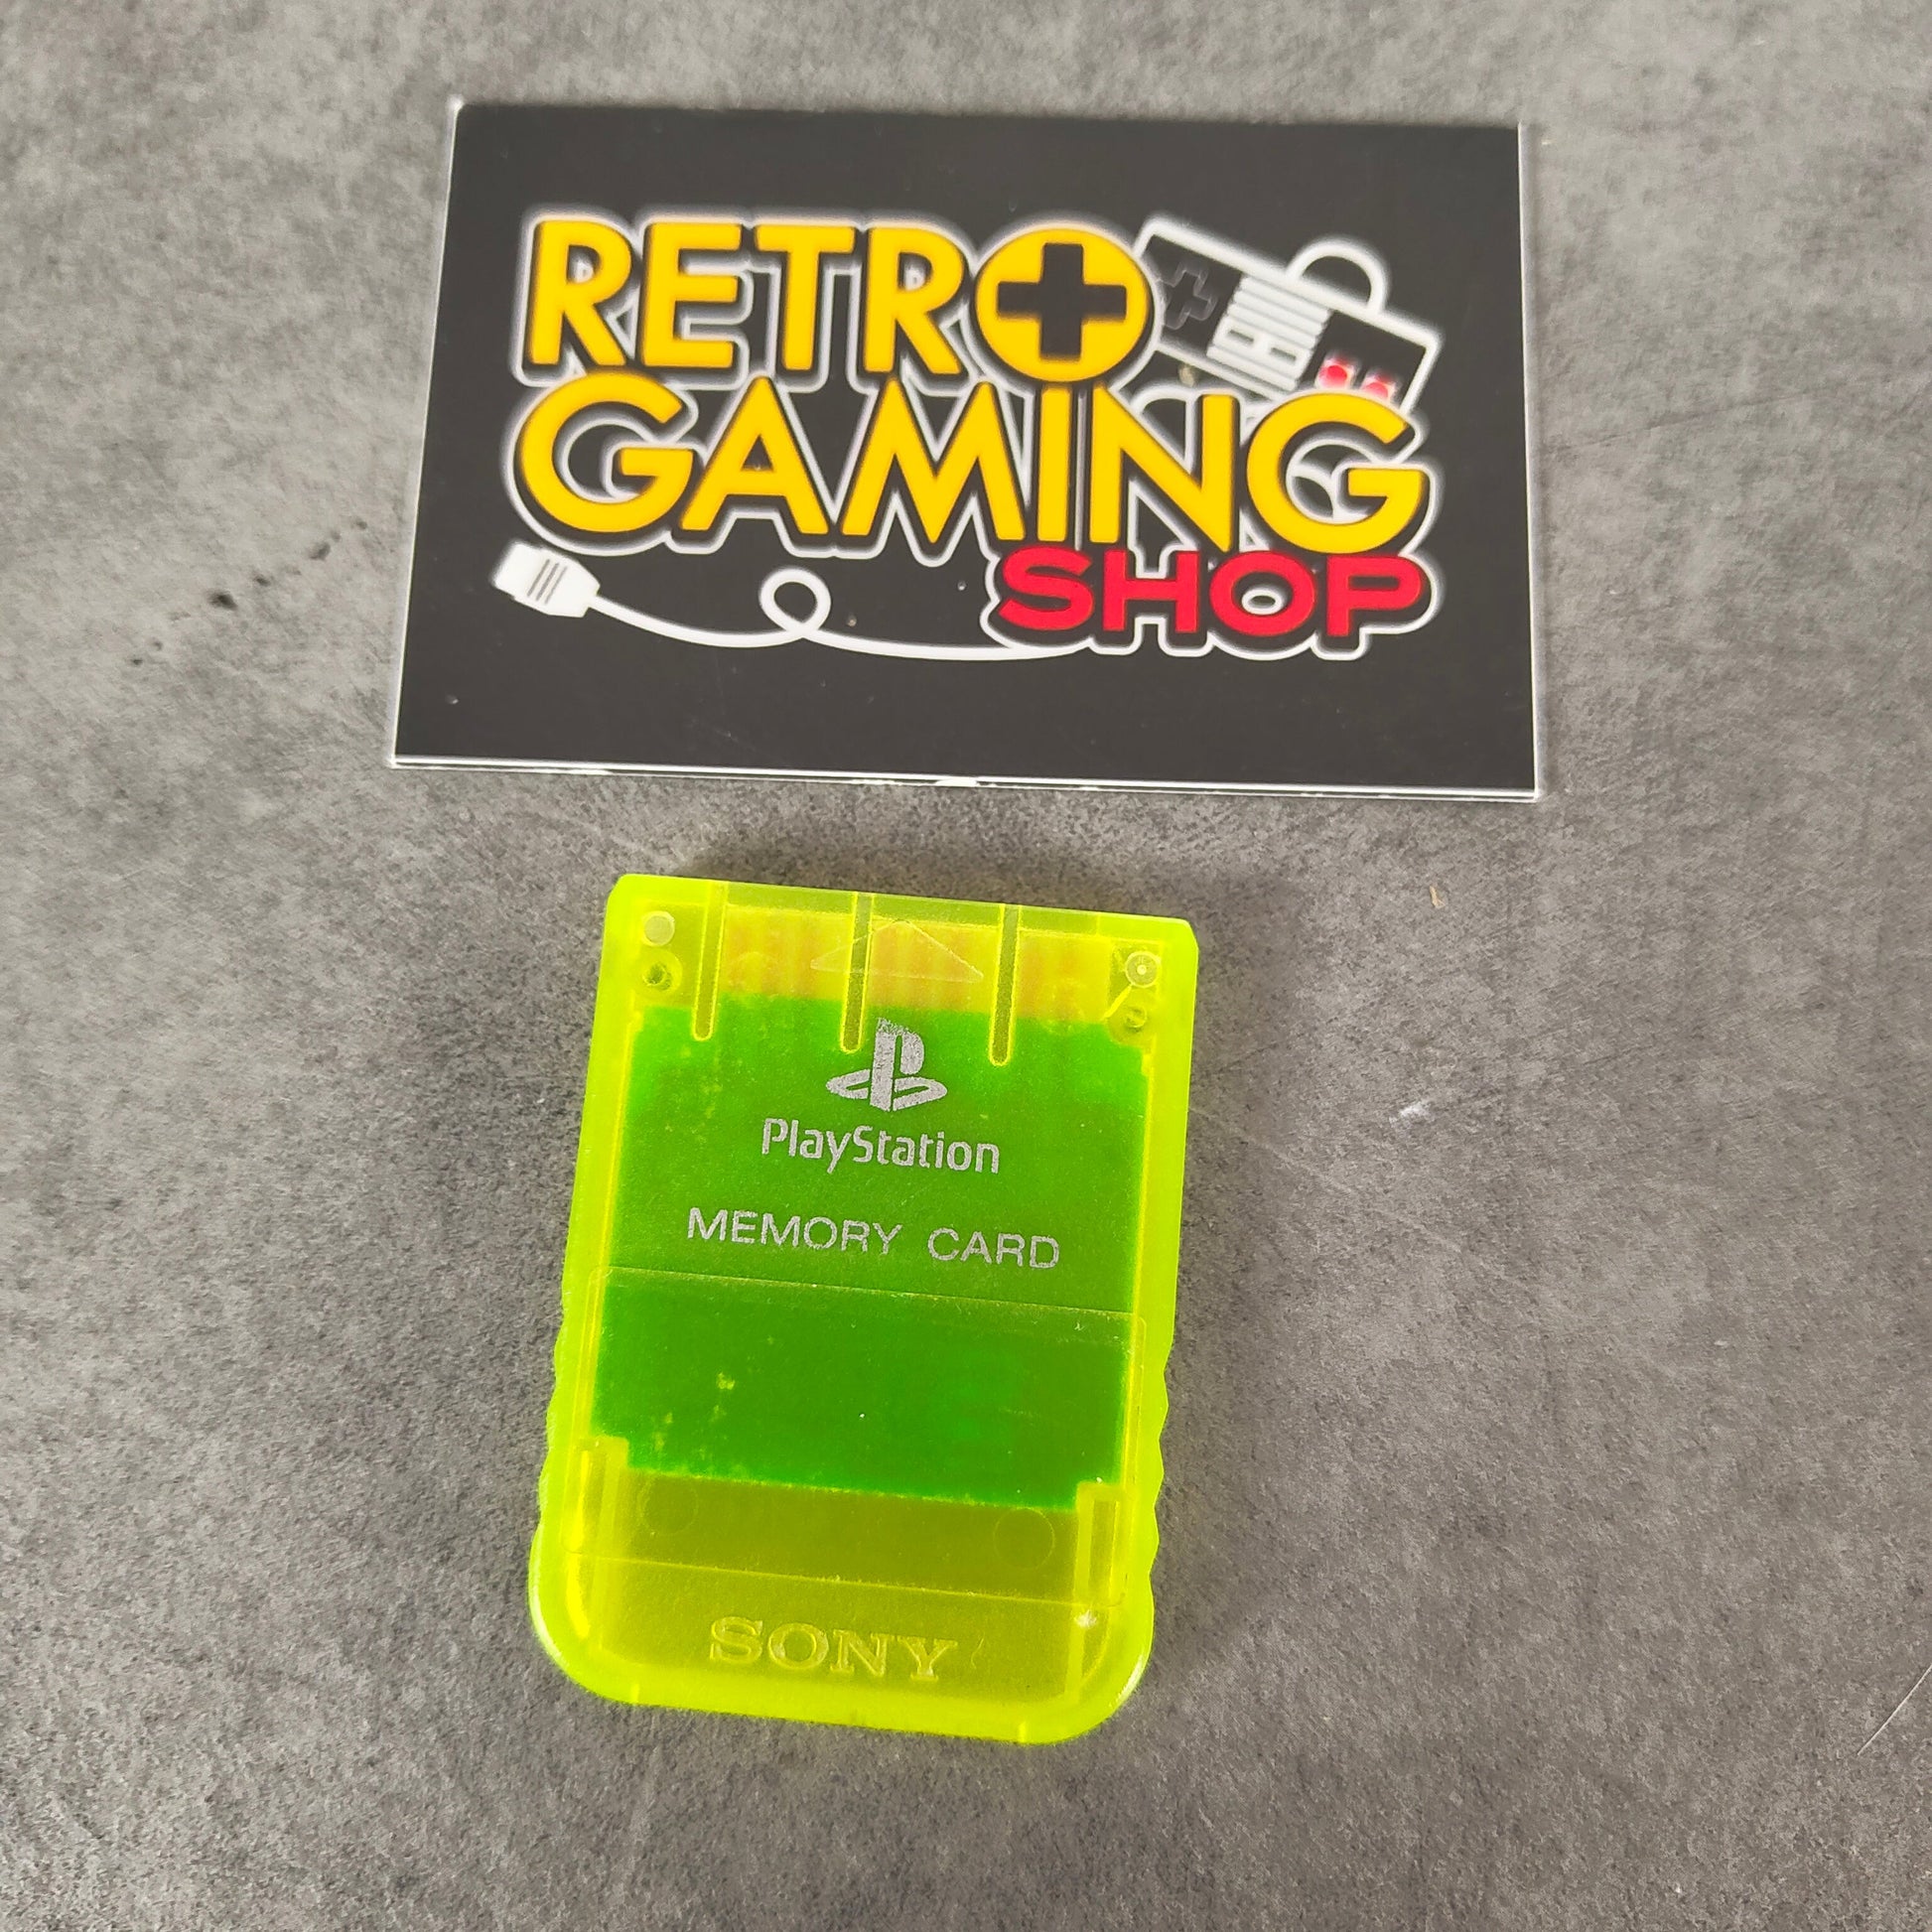 RETRO
GAMING
SHOP
PlayStation
MEMORY CARD
SONY